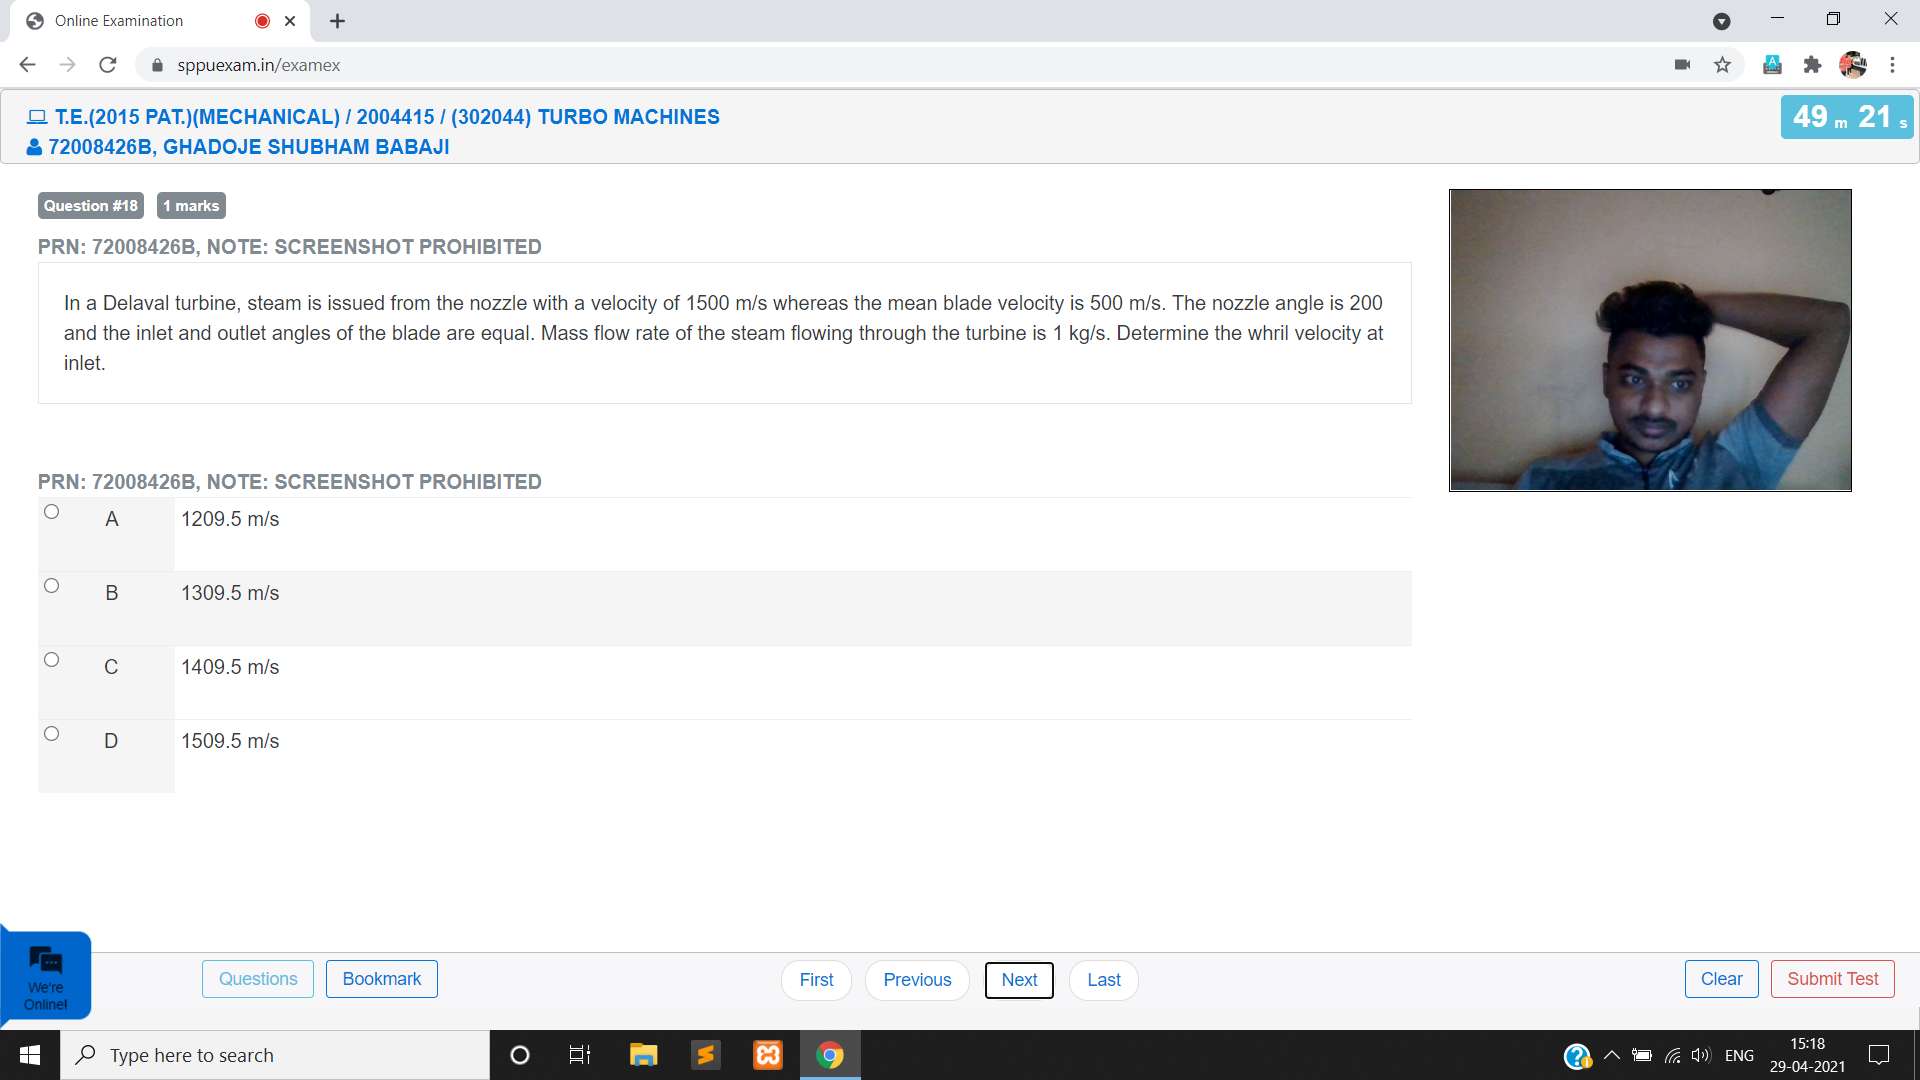 Online Examination
sppuexam.in/examex
T.E.(2015 PAT.)(MECHANICAL) / 2004415 / (302044) TURBO MACHINES
49 m 21 s
72008426B, GHADOJE SHUBHAM BABAJI
Question #18 1 marks
PRN: 72008426B, NOTE: SCREENSHOT PROHIBITED
In a Delaval turbine, steam is issued from the nozzle with a velocity of 1500 m/s whereas the mean blade velocity is 500 m/s. The nozzle angle is 200
and the inlet and outlet angles of the blade are equal. Mass flow rate of the steam flowing through the turbine is 1 kg/s. Determine the whril velocity at
inlet.
PRN: 72008426B, NOTE: SCREENSHOT PROHIBITED
A 1209.5 m/s
B 1309.5 m/s
C 1409.5 m/s
D 1509.5 m/s
We're
Online!
Questions Bookmark First Previous Next Last Clear Submit Test
Type here to search
ENG
15:18
29-04-2021